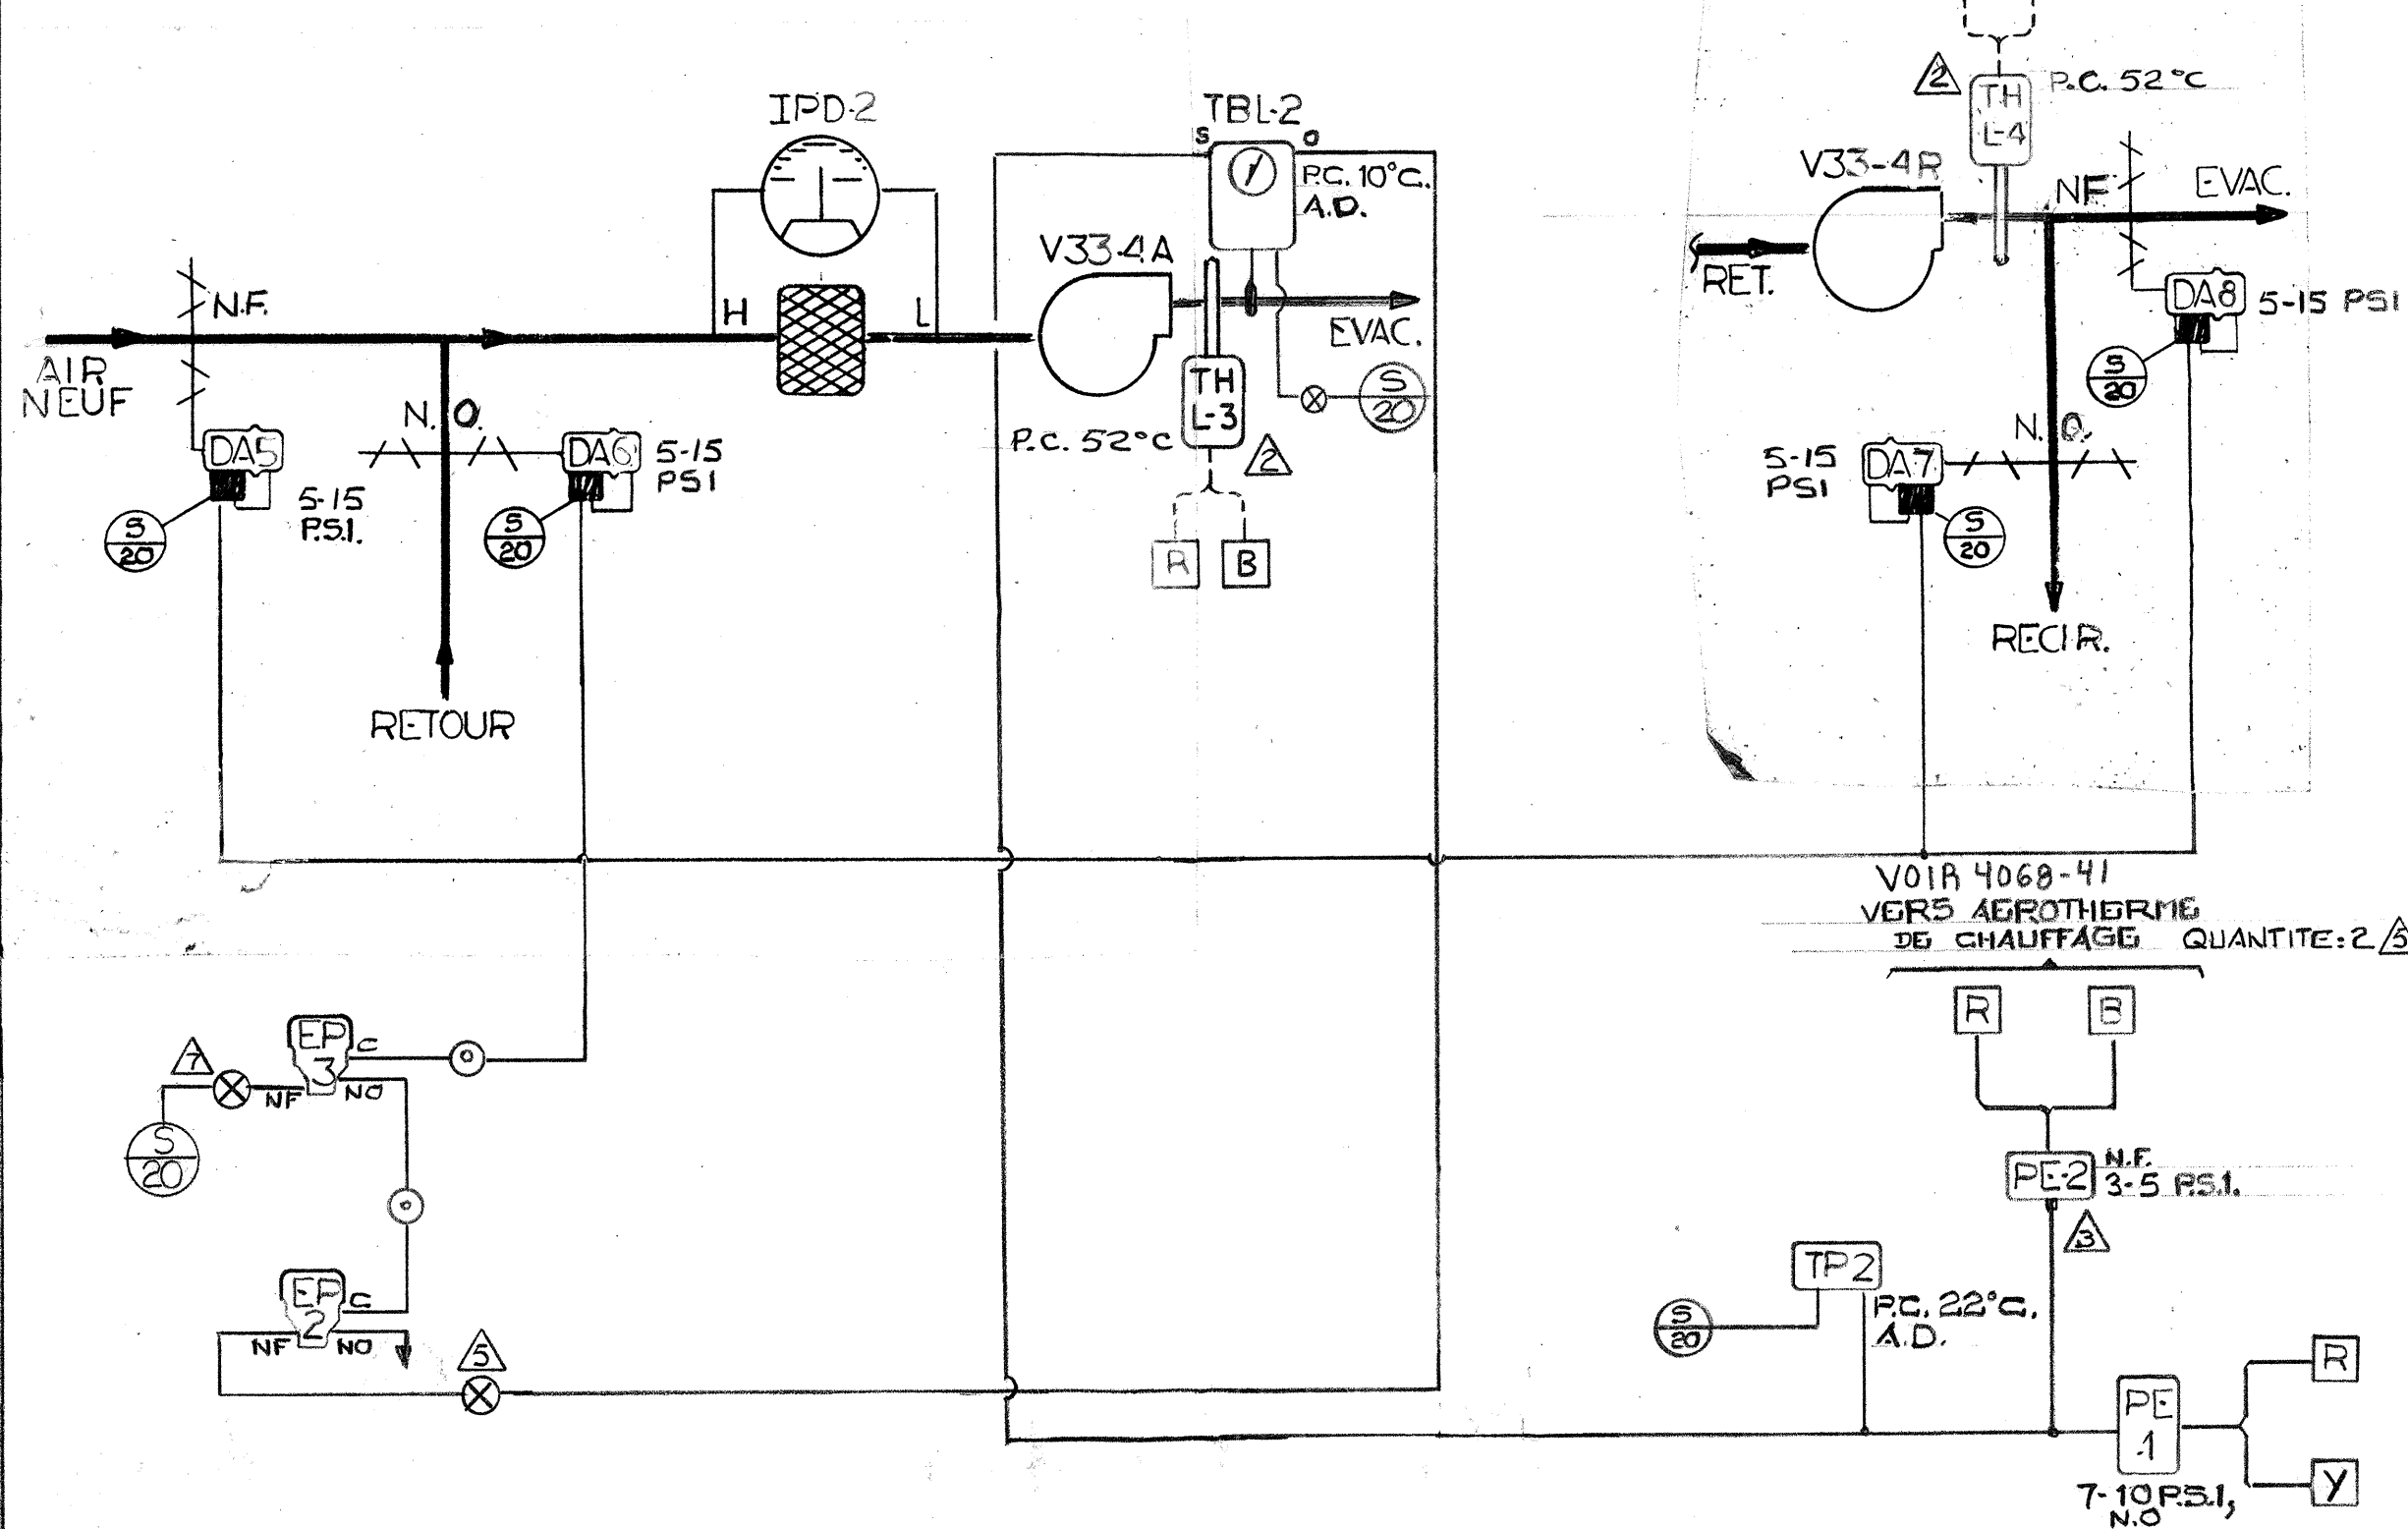 IPD-2
TBL-2
S
O
P.C. 10°C.
A.D.
2
TH
L-4
P.C. 52°C
V33-4R
NF
EVAC.
RET.
DA8
5-15 PSI
S
20
V33-4A
H
L
EVAC.
N.F.
AIR
NEUF
N.O.
DA5
5-15
P.S.I.
S
20
DA6
5-15
PSI
S
20
TH
L-3
P.C. 52°C
2
S
20
R
B
N.O.
5-15
PSI
DA7
S
20
RECIR.
RETOUR
VOIR 4068-41
VERS AEROTHERME
DE CHAUFFAGE QUANTITE: 2
5
R
B
EP
3
C
7
NF
NO
S
20
PE-2
N.F.
3-5 P.S.I.
3
EP
2
C
NF
NO
5
TP2
P.C. 22°C.
A.D.
S
20
PE
-1
7-10 P.S.I,
N.O
R
Y